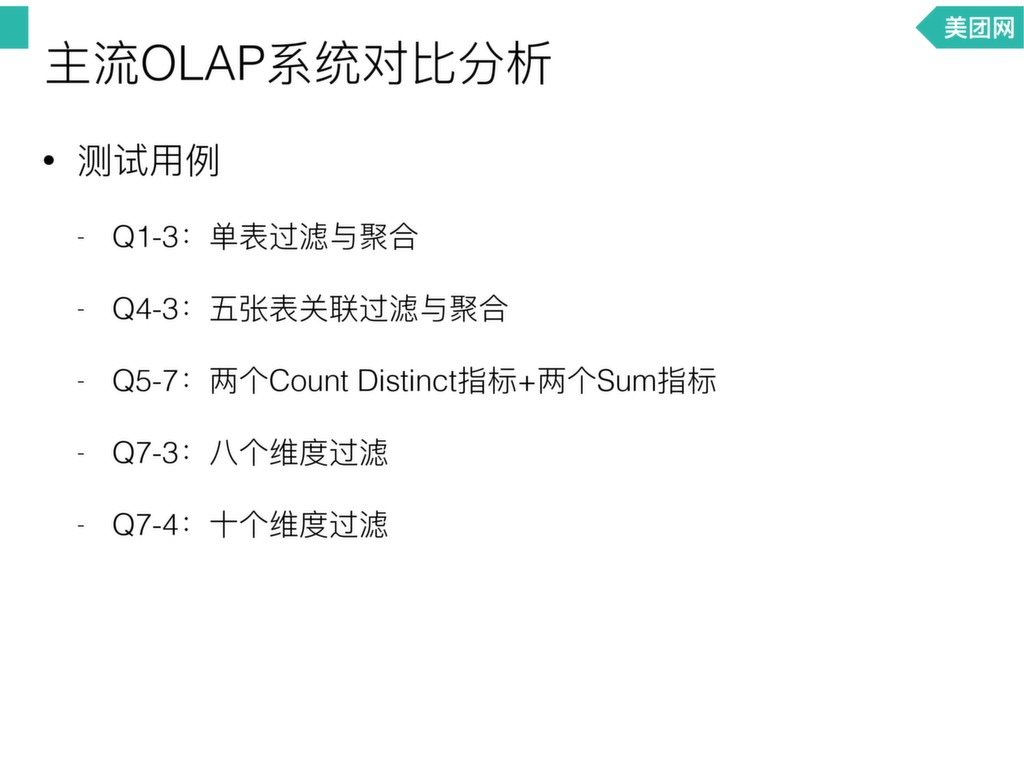 美团网
主流OLAP系统对比分析
• 测试用例
- Q1-3：单表过滤与聚合
- Q4-3：五张表关联过滤与聚合
- Q5-7：两个Count Distinct指标+两个Sum指标
- Q7-3：八个维度过滤
- Q7-4：十个维度过滤